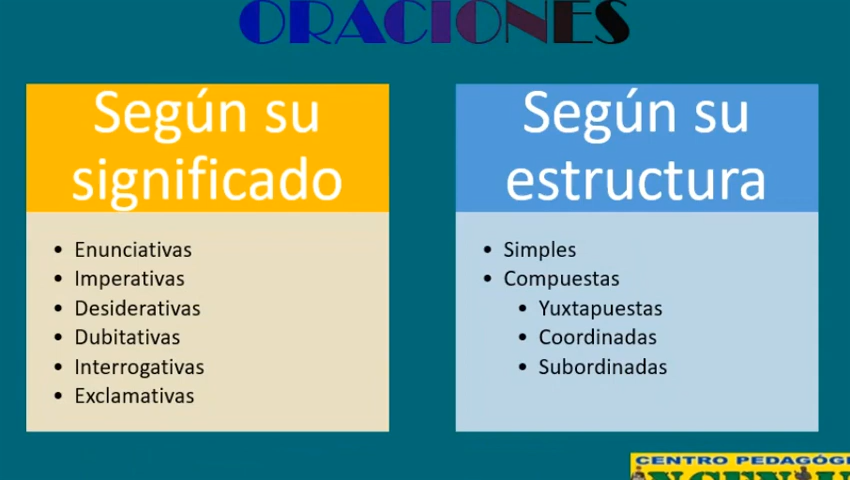 ORACIONES
Según su
significado
• Enunciativas
• Imperativas
• Desiderativas
• Dubitativas
• Interrogativas
• Exclamativas
Según su
estructura
• Simples
• Compuestas
• Yuxtapuestas
• Coordinadas
• Subordinadas
CENTRO